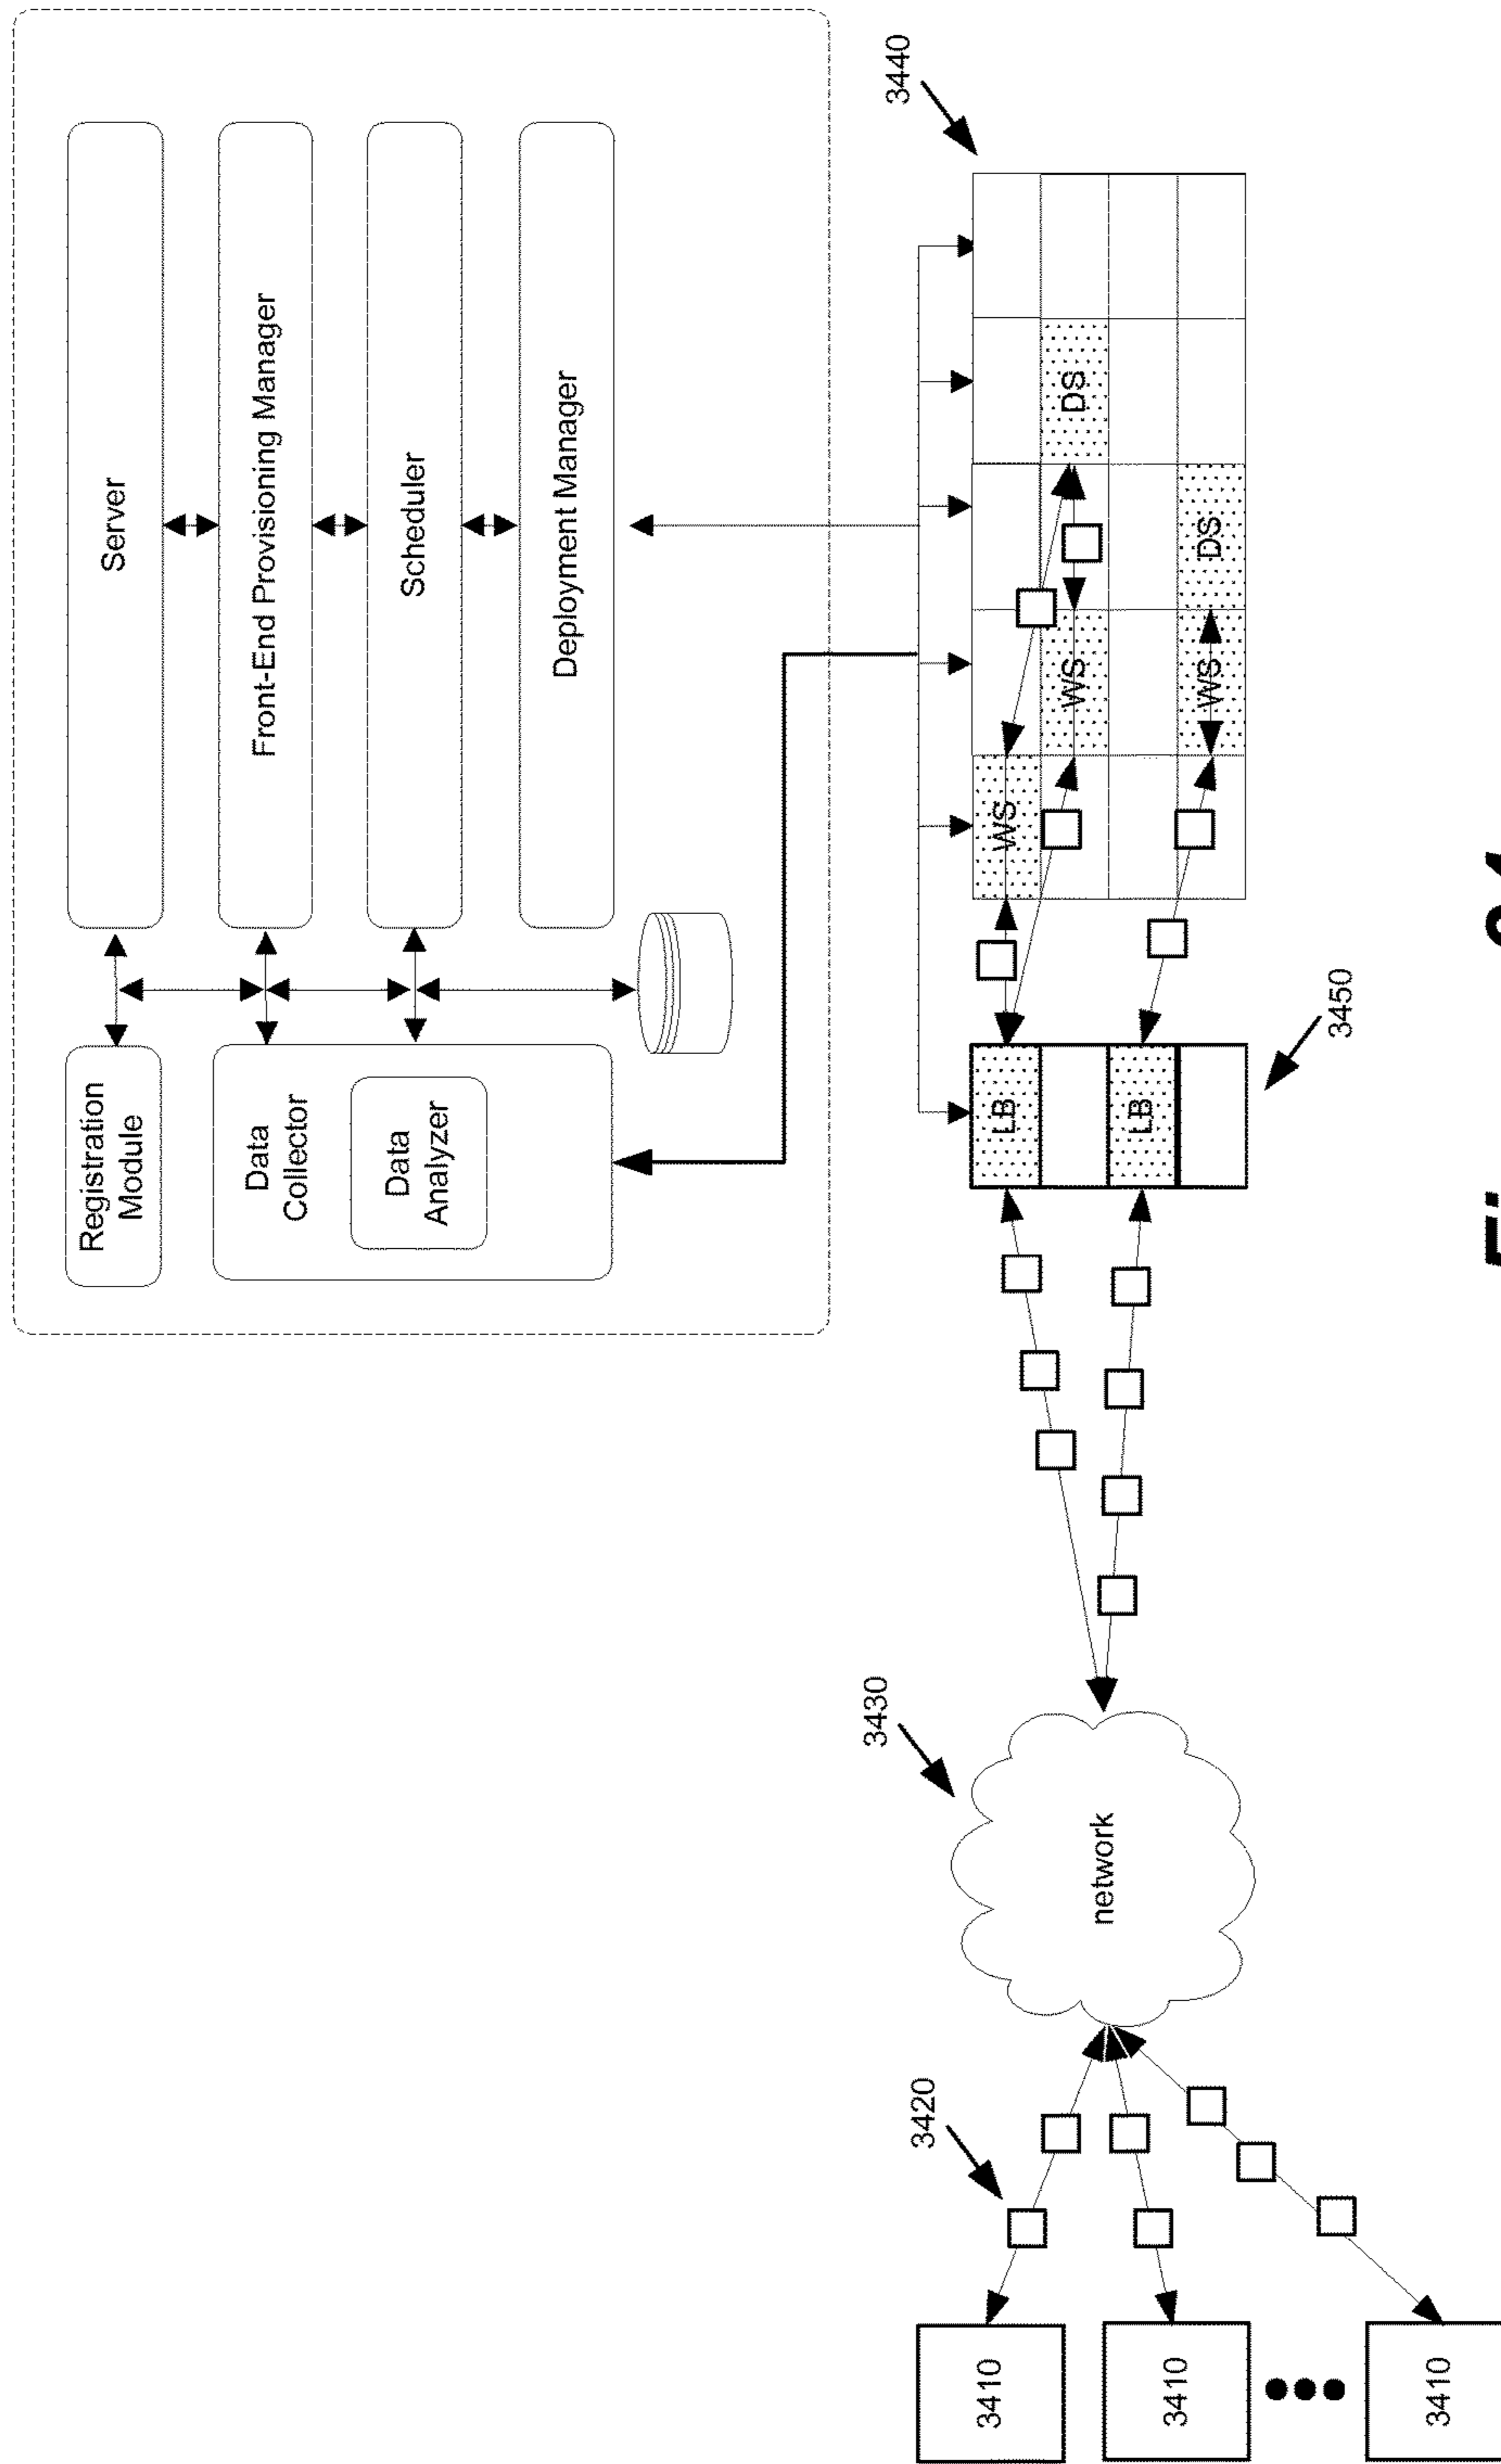 Registration
Module
Server
Data
Collector
Front-End Provisioning Manager
Data
Analyzer
Scheduler
Deployment Manager
3430
3440
3420
3410
network
LB
WS
WS
DS
3410
LB
WS
DS
3450
3410